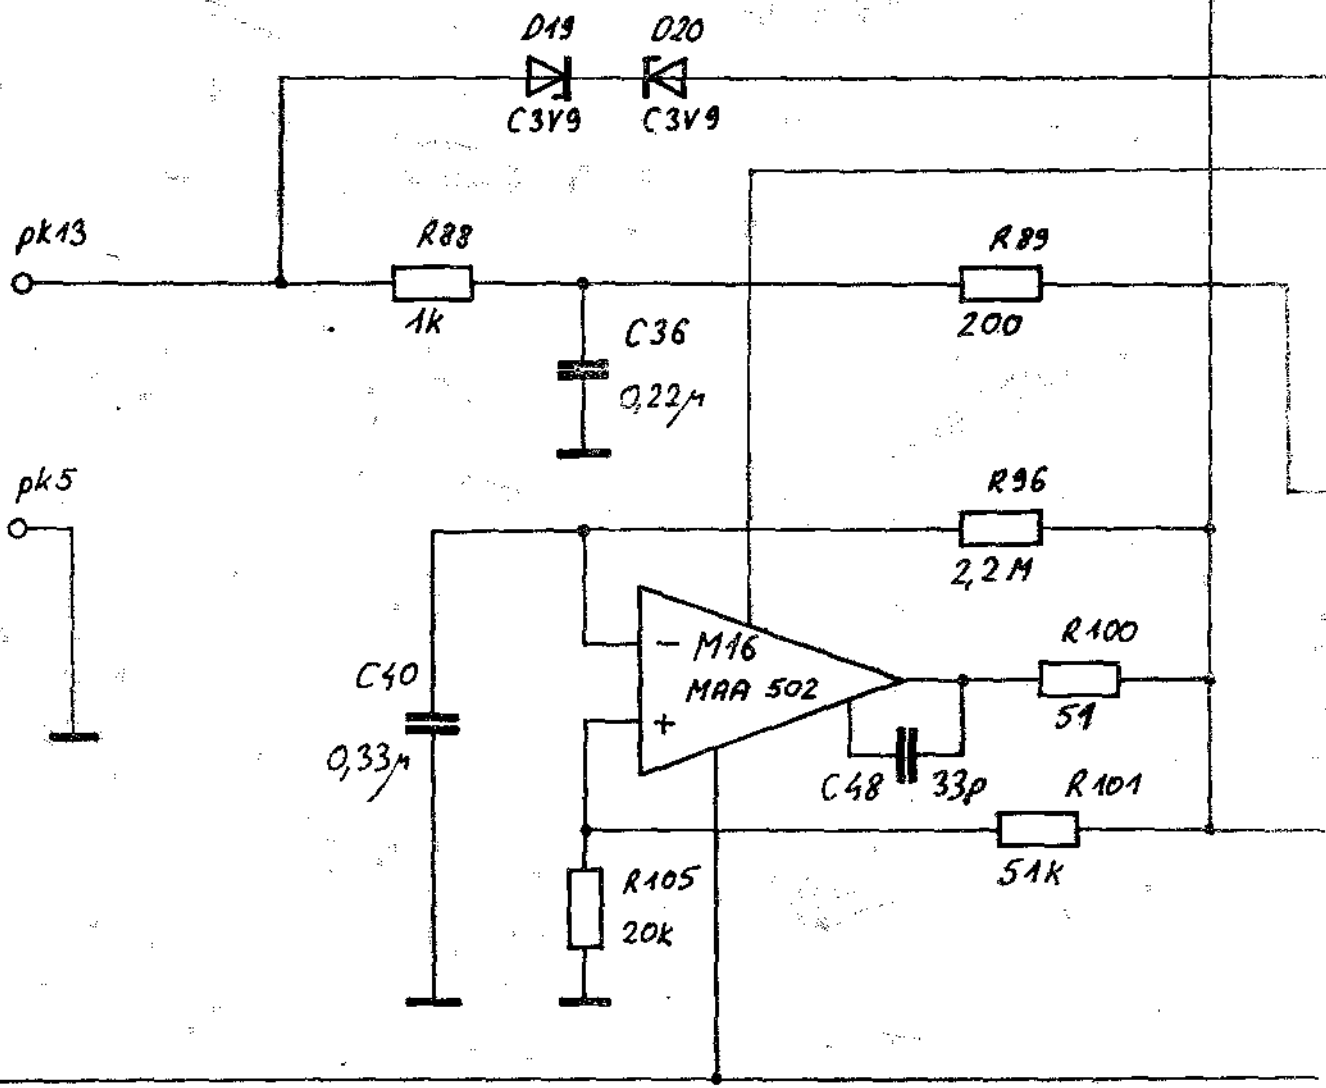 D19 D20
C3V9 C3V9
pk13
R88
1k
R89
200
C36
0,22µ
pk5
R96
2,2M
R100
51
- M16
MAA 502
+
C40
0,33µ
C48 33p
R101
51k
R105
20k